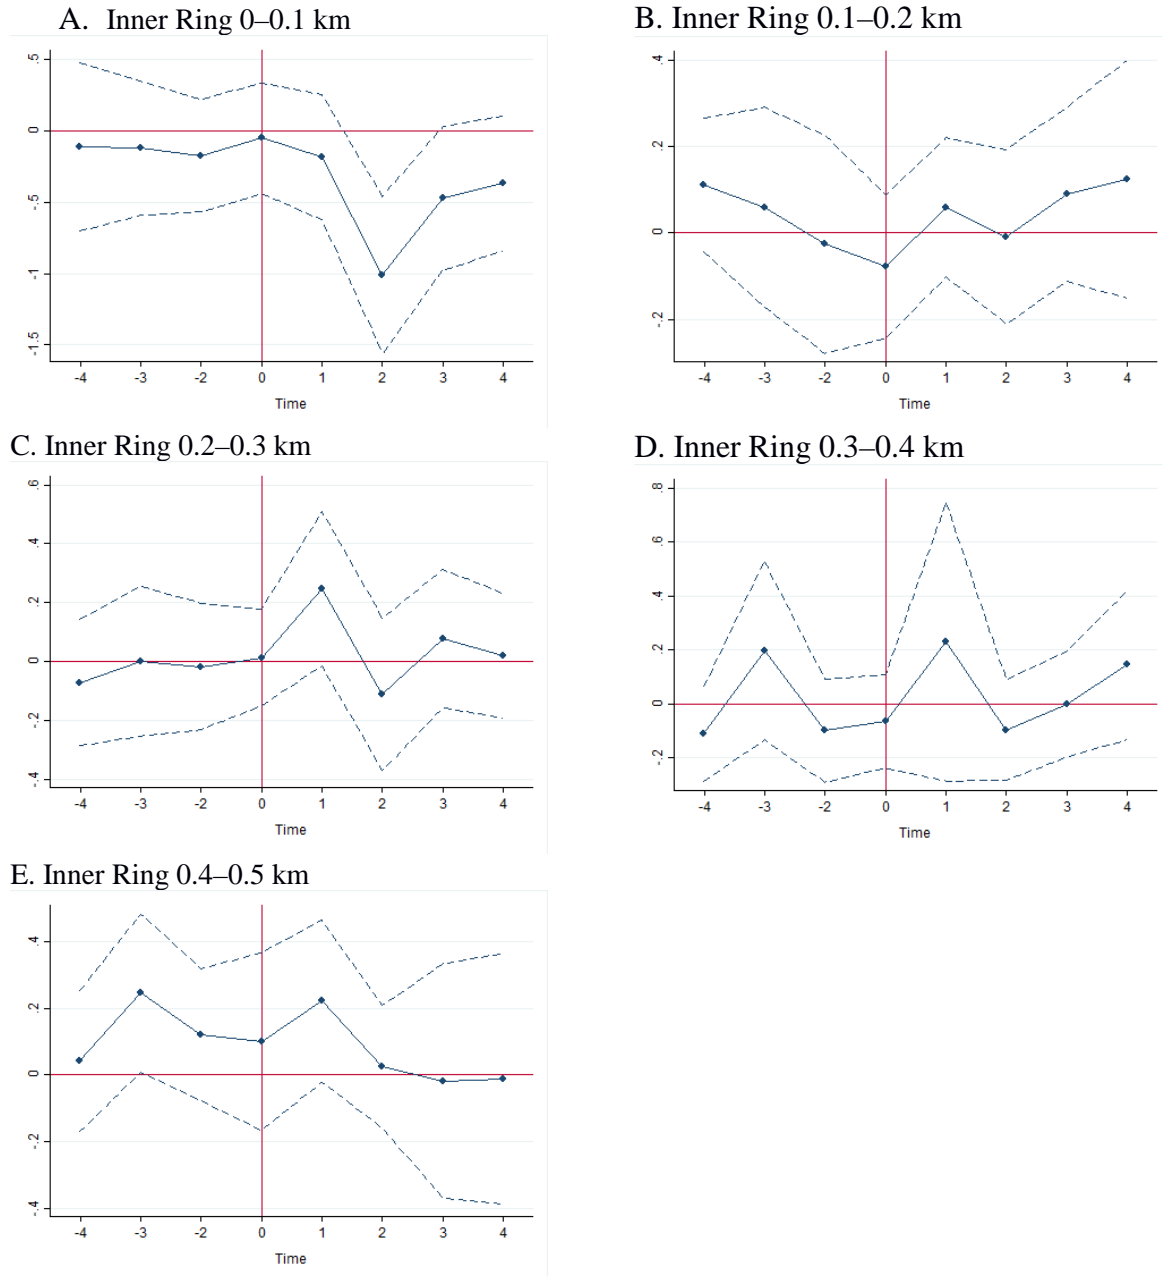 A. Inner Ring 0–0.1 km
.5
0
-.5
-1
-1.5
-4 -3 -2 0 1 2 3 4
Time
B. Inner Ring 0.1–0.2 km
.4
.2
0
-.2
-4 -3 -2 0 1 2 3 4
Time
C. Inner Ring 0.2–0.3 km
.6
.4
.2
0
-.2
-.4
-4 -3 -2 0 1 2 3 4
Time
D. Inner Ring 0.3–0.4 km
.8
.6
.4
.2
0
-.2
-4 -3 -2 0 1 2 3 4
Time
E. Inner Ring 0.4–0.5 km
.4
.2
0
-.2
-.4
-4 -3 -2 0 1 2 3 4
Time